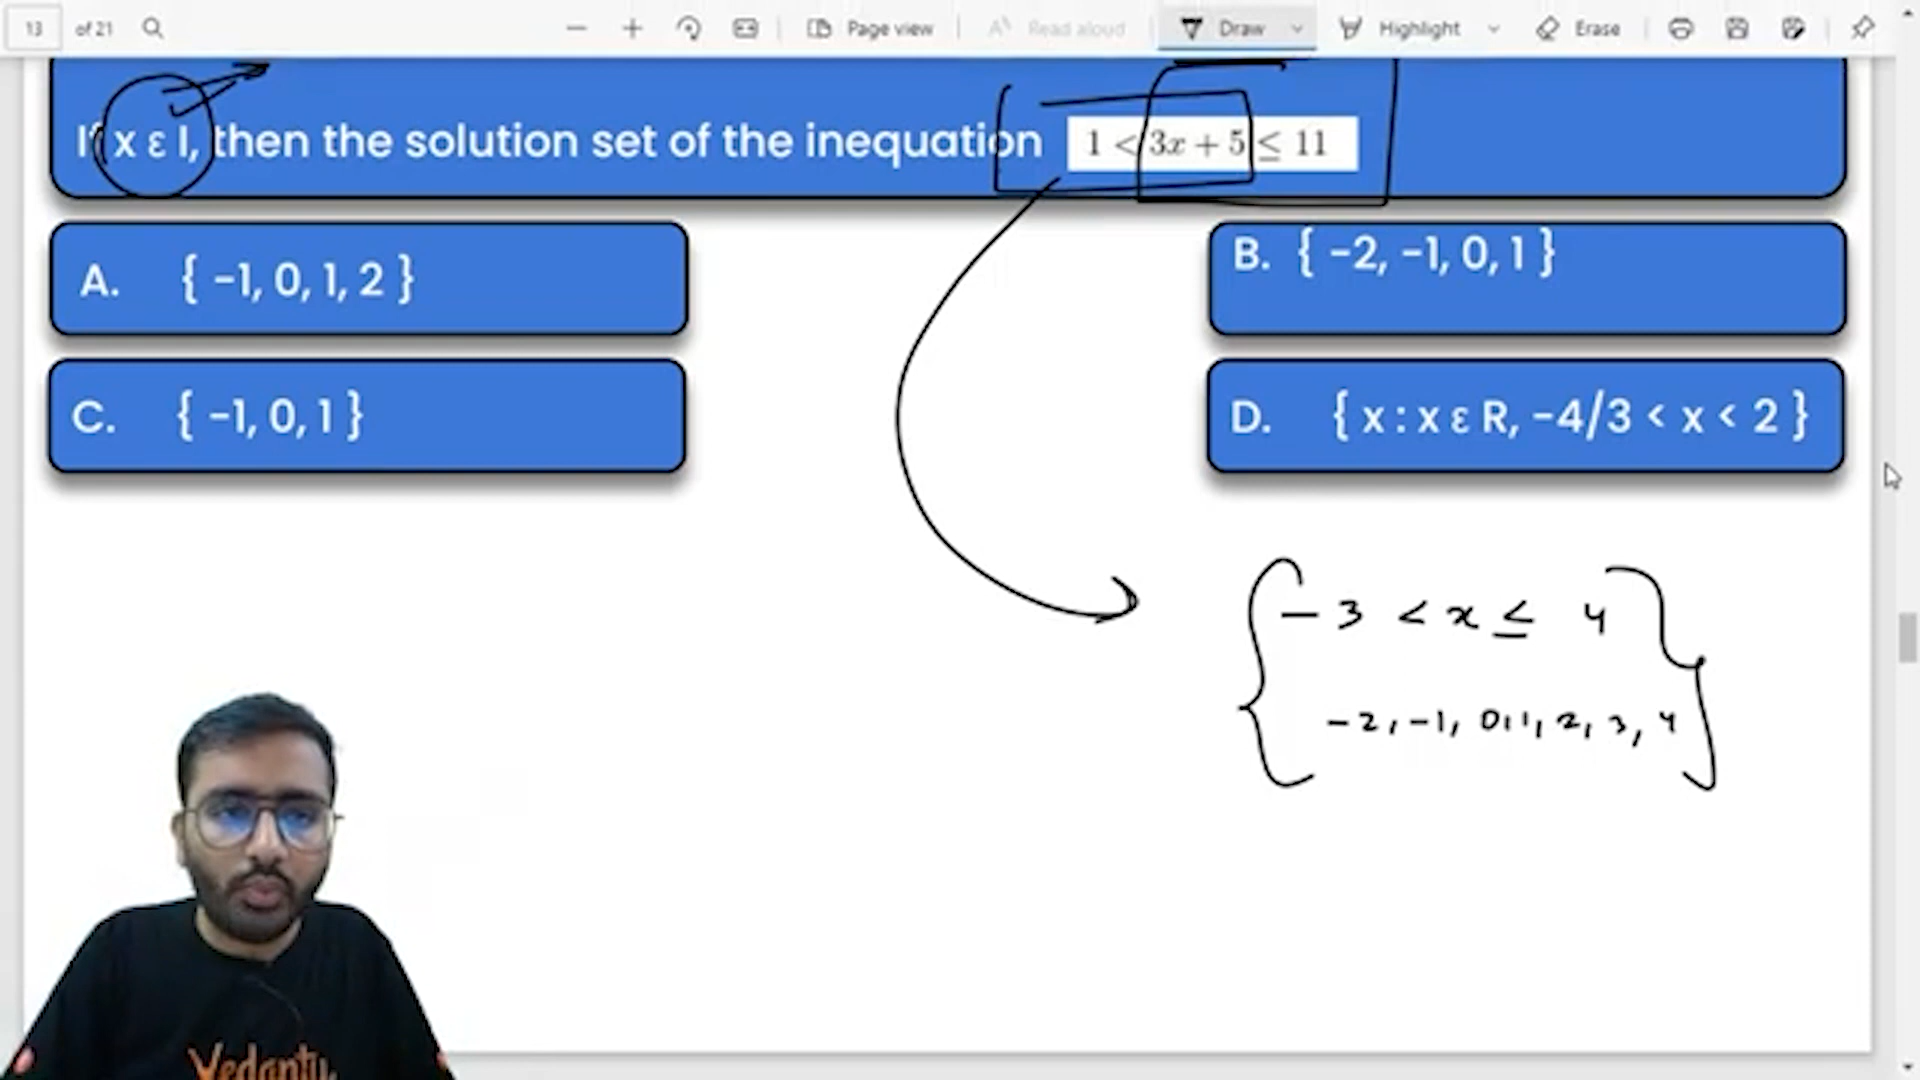 13 of 21 Page view Read aloud Draw Highlight Erase
If x ε I, then the solution set of the inequation 1 < 3x + 5 ≤ 11
A. { -1, 0, 1, 2 }
B. { -2, -1, 0, 1 }
C. { -1, 0, 1 }
D. { x : x ε R, -4/3 < x < 2 }
- 3 < x ≤ 4
-2, -1, 0, 1, 2, 3, 4
Vedantu